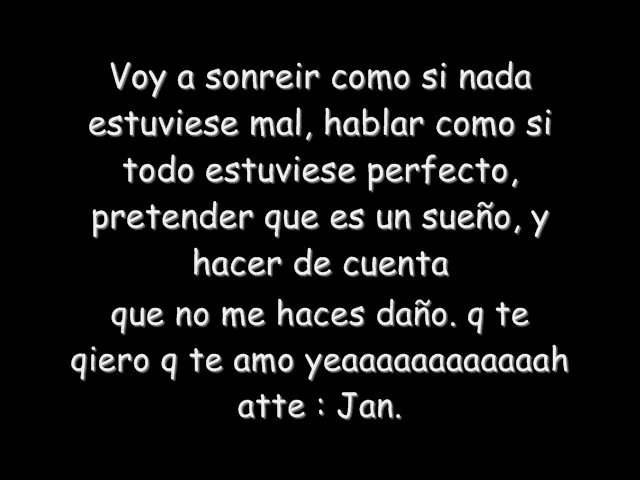 Voy a sonreir como si nada
estuviese mal, hablar como si
todo estuviese perfecto,
pretender que es un sueño, y
hacer de cuenta
que no me haces daño. q te
qiero q te amo yeaaaaaaaaaaaaah
atte : Jan.